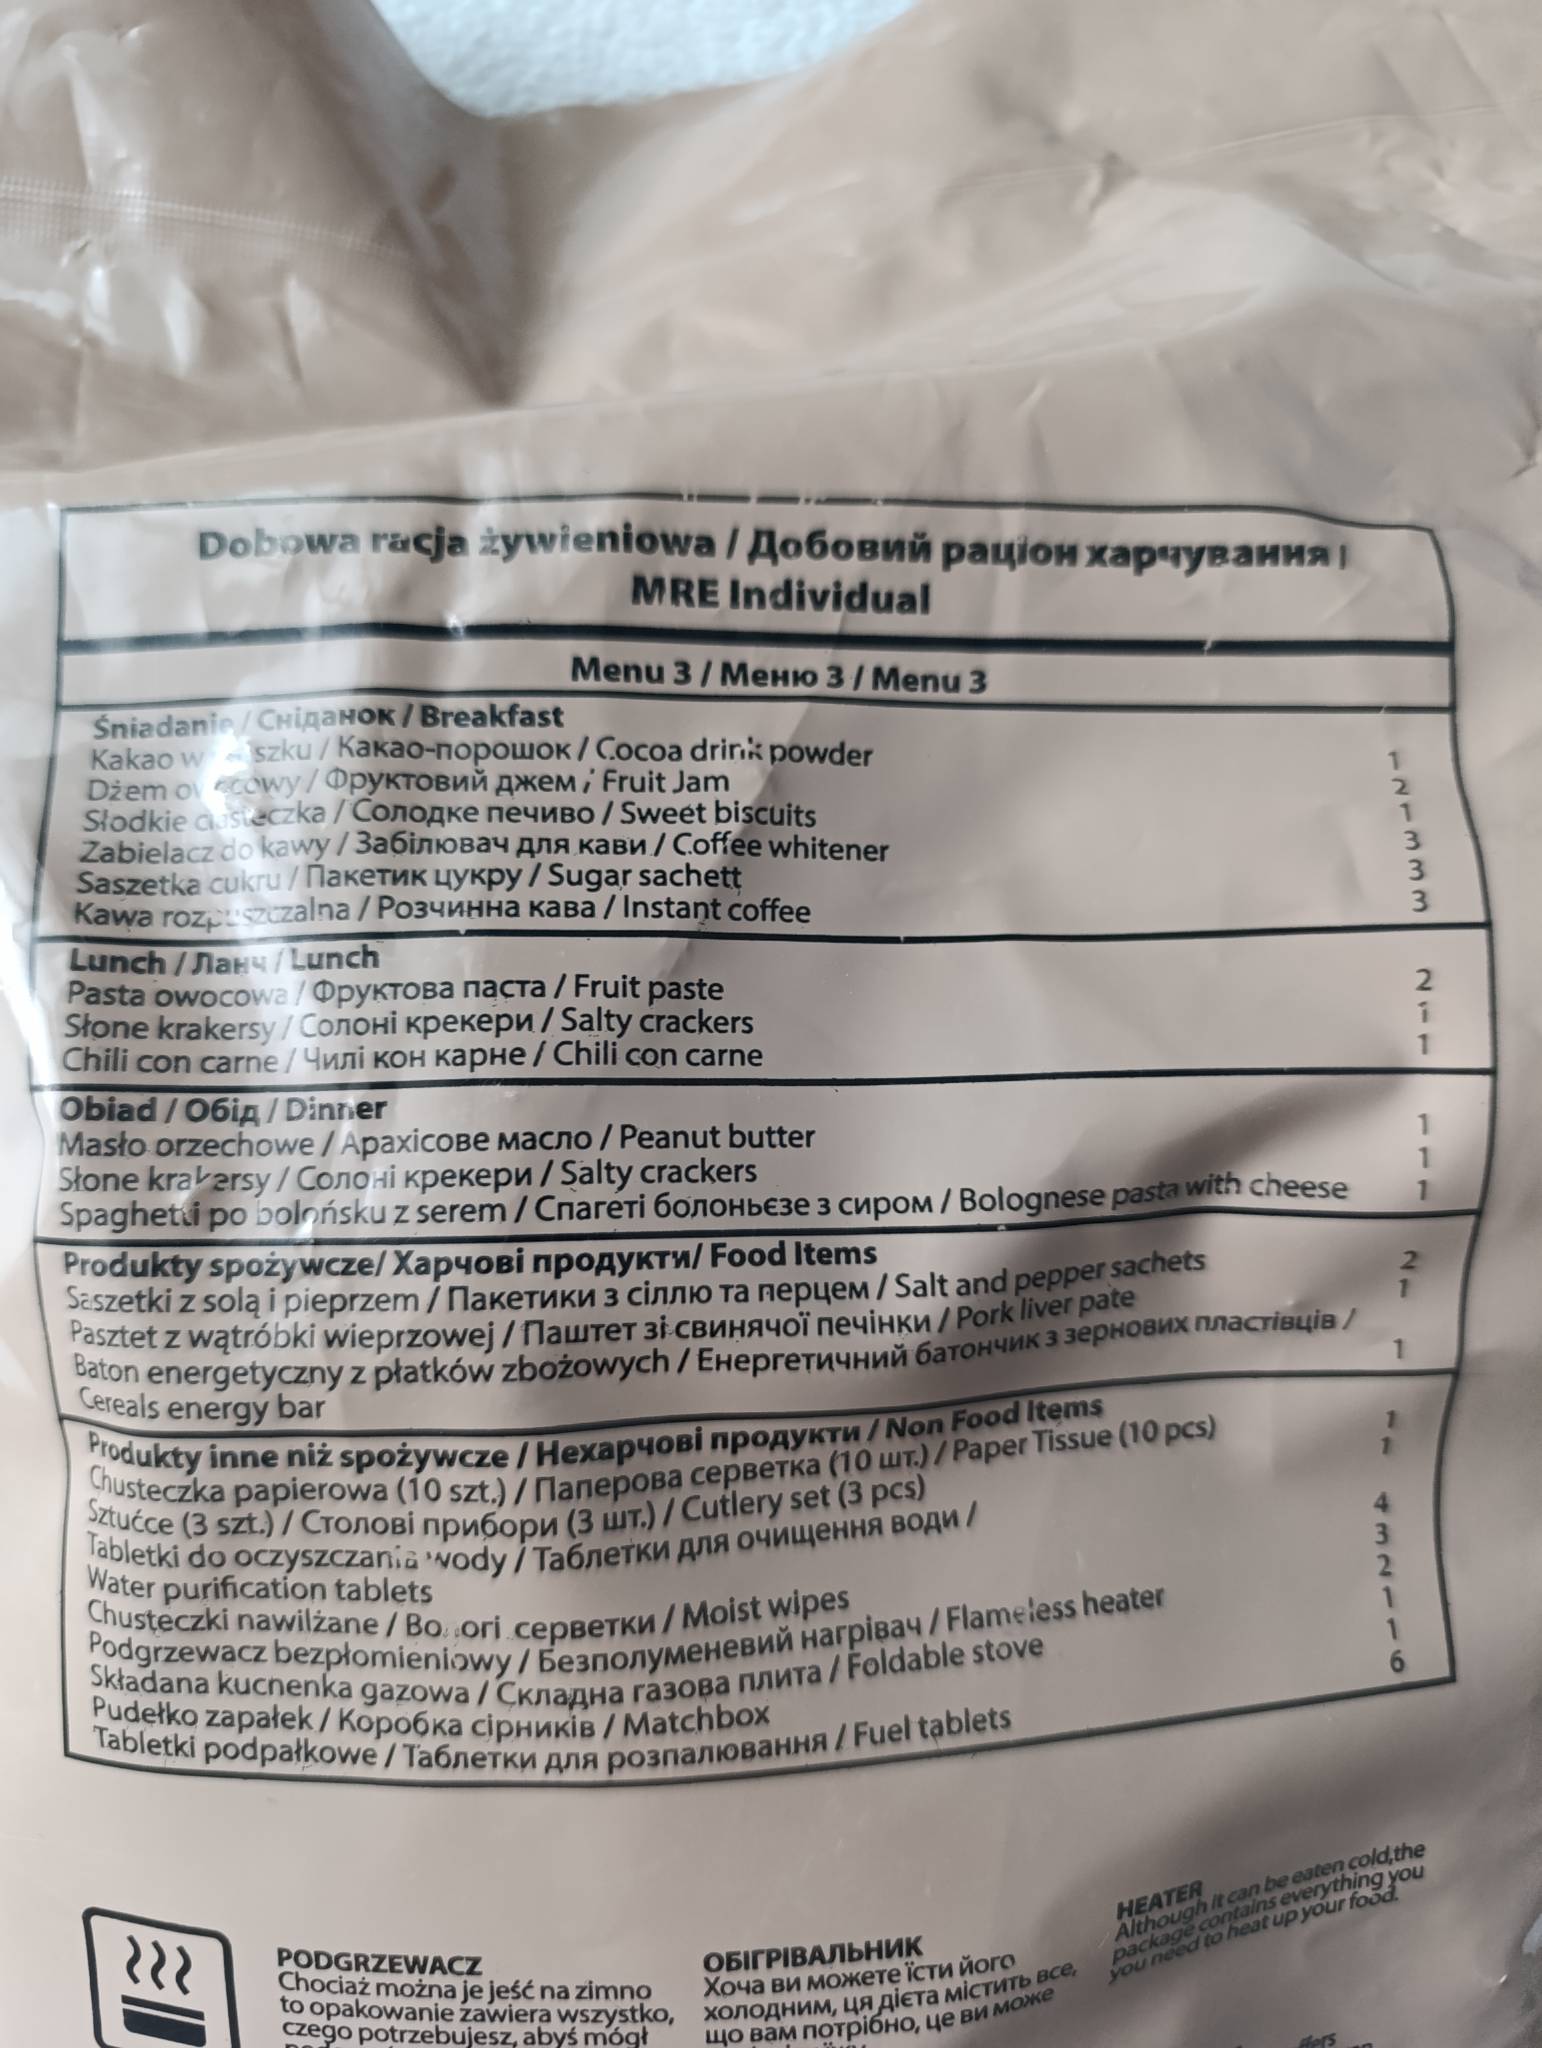 Dobowa racja żywieniowa / Добовий раціон харчування /
MRE Individual
Menu 3 / Меню 3 / Menu 3
Śniadanie / Сніданок / Breakfast
Kakao w / Какао-порошок / Cocoa drink powder 1
Dżem owocowy / Фруктовий джем / Fruit Jam 2
Słodkie ciasteczka / Солодке печиво / Sweet biscuits 1
Zabielacz do kawy / Забілювач для кави / Coffee whitener 3
Saszetka cukru / Пакетик цукру / Sugar sachett 3
Kawa rozpuszczalna / Розчинна кава / Instant coffee 3
Lunch / Ланч / Lunch
Pasta owocowa / Фруктова паста / Fruit paste 2
Słone krakersy / Солоні крекери / Salty crackers 1
Chili con carne / Чилі кон карне / Chili con carne 1
Obiad / Обід / Dinner
Masło orzechowe / Арахісове масло / Peanut butter 1
Słone krakersy / Солоні крекери / Salty crackers 1
Spaghetti po bolońsku z serem / Спагеті болоньєзе з сиром / Bolognese pasta with cheese 1
Produkty spożywcze/ Харчові продукти/ Food Items
Saszetki z solą i pieprzem / Пакетики з сіллю та перцем / Salt and pepper sachets 2
Pasztet z wątróbki wieprzowej / Паштет зі свинячої печінки / Pork liver pate 1
Baton energetyczny z płatków zbożowych / Енергетичний батончик з зернових пластівців /
Cereals energy bar 1
Produkty inne niż spożywcze / Нехарчові продукти / Non Food Items
Chusteczka papierowa (10 szt.) / Паперова серветка (10 шт.) / Paper Tissue (10 pcs) 1
Sztućce (3 szt.) / Столові прибори (3 шт.) / Cutlery set (3 pcs) 1
Tabletki do oczyszczania wody / Таблетки для очищення води /
Water purification tablets 4
Chusteczki nawilżane / серветки / Moist wipes 3
Podgrzewacz bezpłomieniowy / Безполуменевий нагрівач / Flameless heater 2
Składana kuchenka gazowa / Складна газова плита / Foldable stove 1
Pudełko zapałek / Коробка сірників / Matchbox 1
Tabletki podpałkowe / Таблетки для розпалювання / Fuel tablets 6
PODGRZEWACZ
Chociaż można je jeść na zimno
to opakowanie zawiera wszystko,
czego potrzebujesz, abyś mógł
ОБІГРІВАЛЬНИК
Хоча ви можете їсти його
холодним, ця дієта містить все,
що вам потрібно, це ви може
HEATER
Although it can be eaten cold,the
package contains everything you
you need to heat up your food.